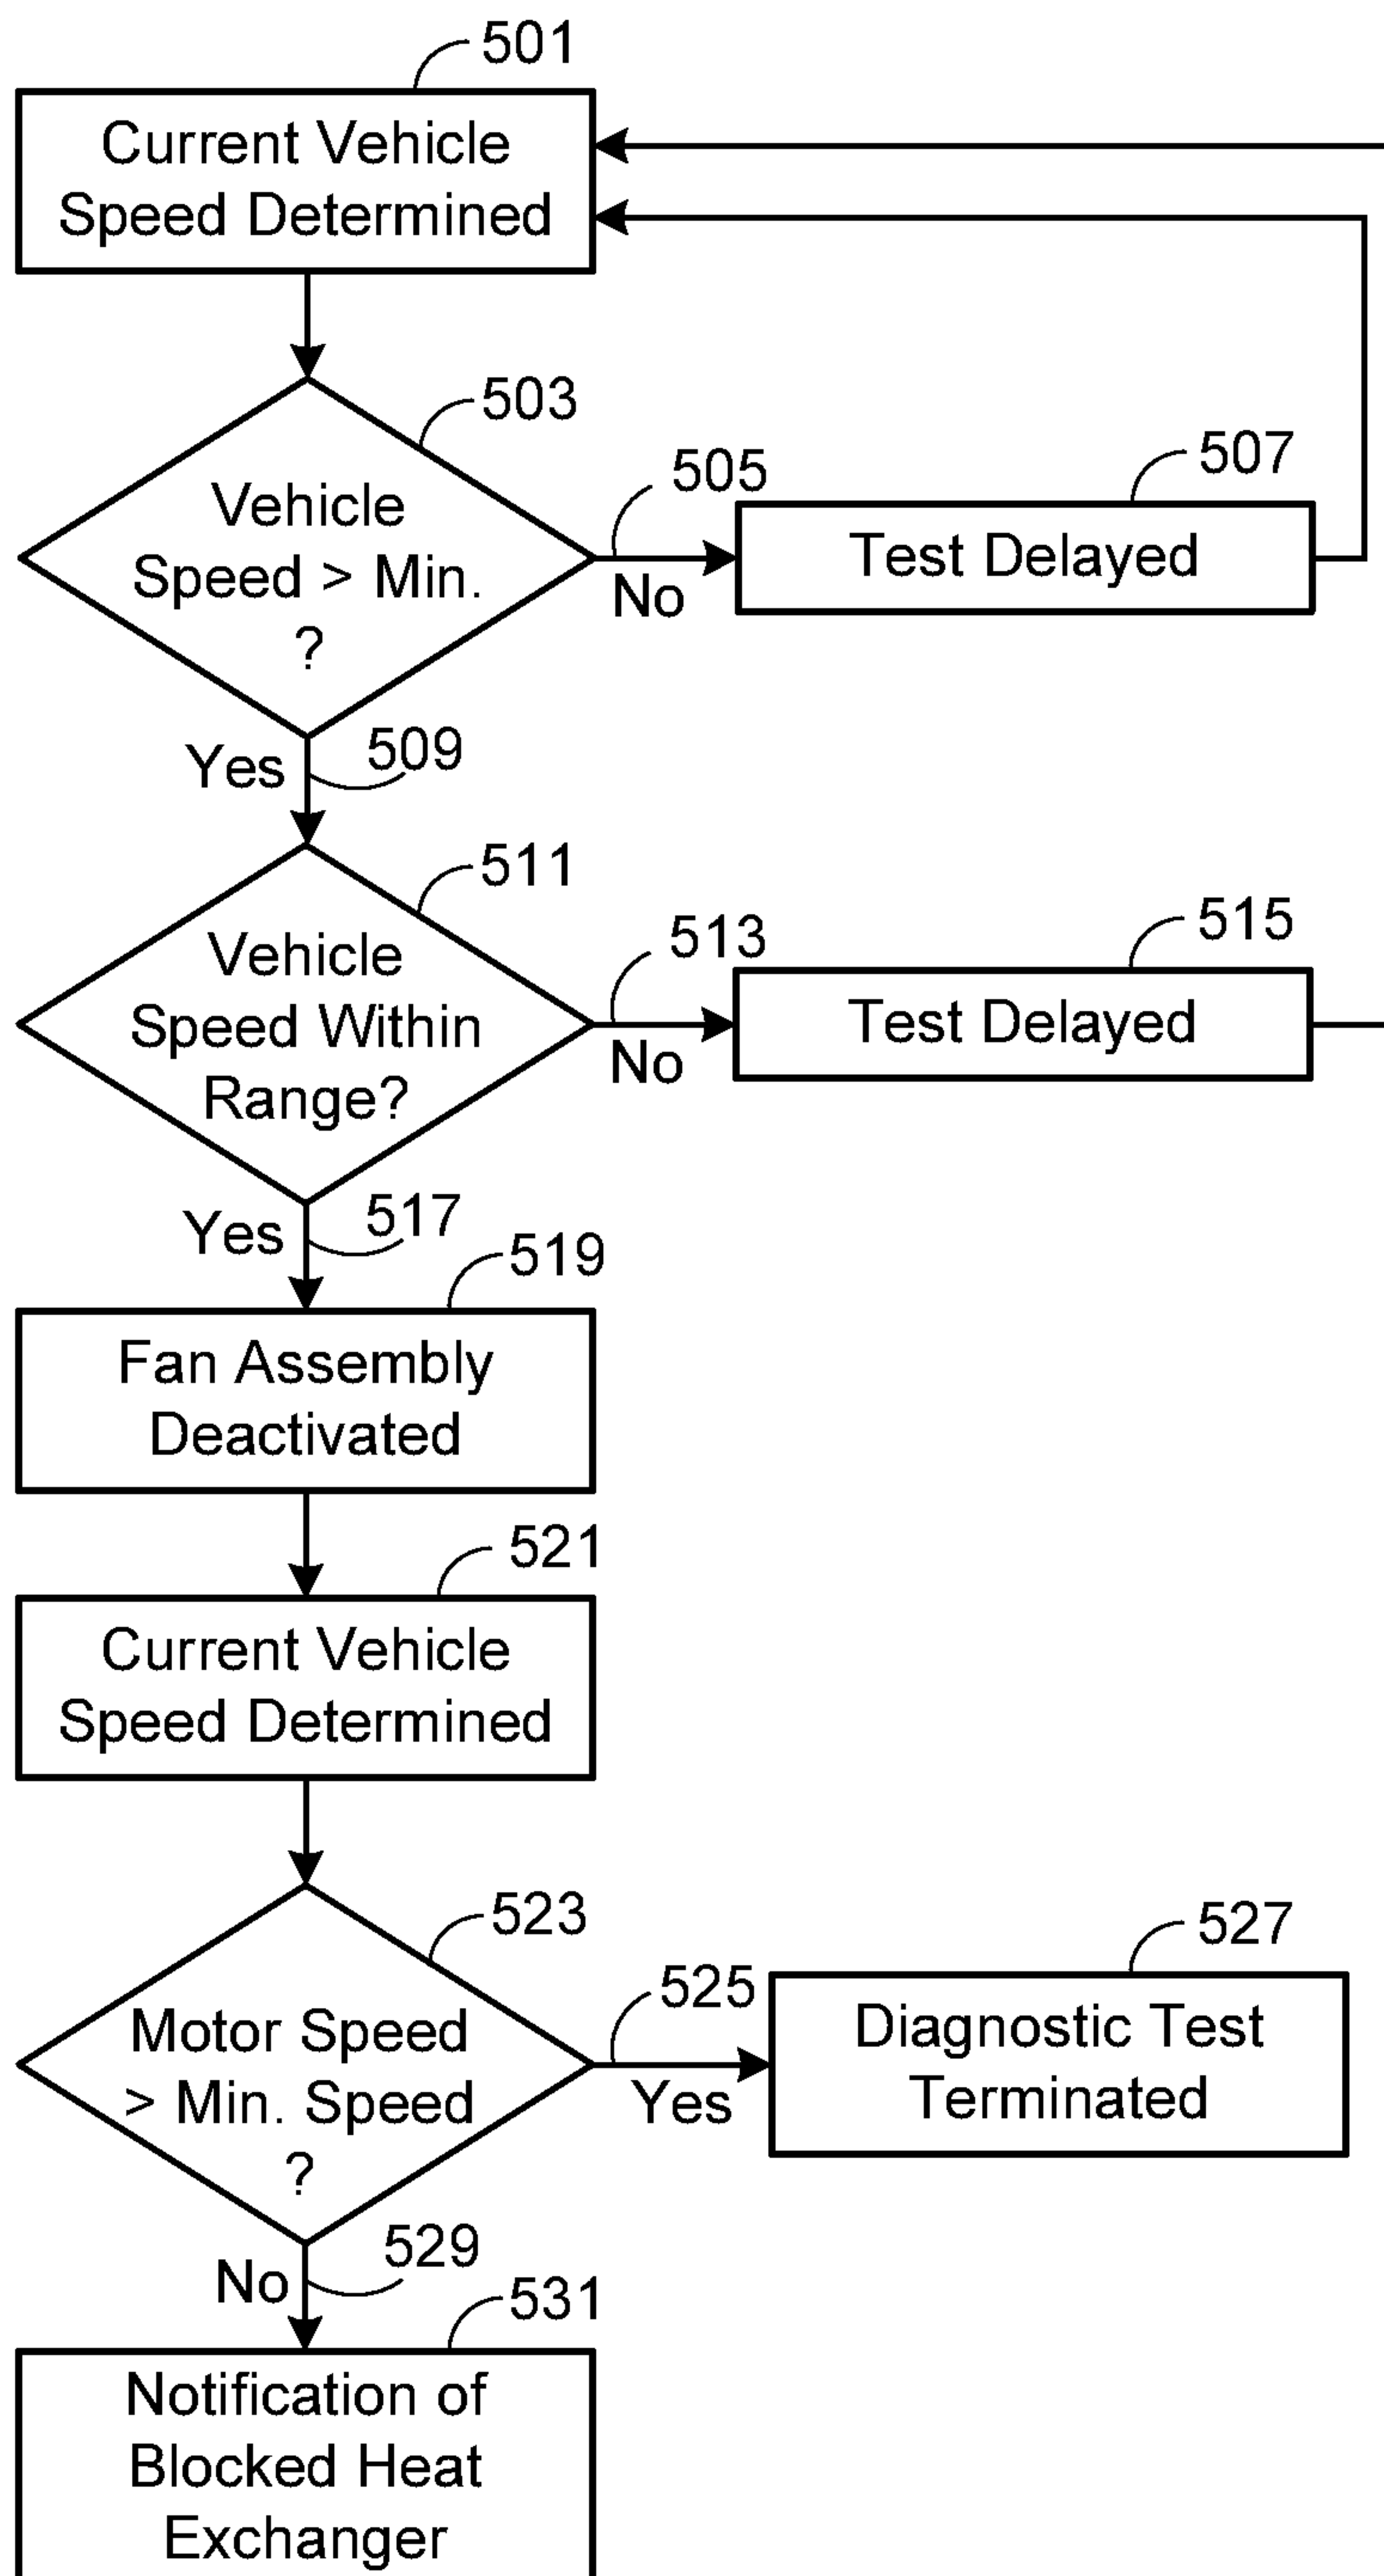 501
Current Vehicle
Speed Determined
503
Vehicle
Speed > Min.
?
505
No
507
Test Delayed
Yes
509
511
Vehicle
Speed Within
Range?
513
No
515
Test Delayed
Yes
517
519
Fan Assembly
Deactivated
521
Current Vehicle
Speed Determined
523
Motor Speed
> Min. Speed
?
525
Yes
527
Diagnostic Test
Terminated
No
529
531
Notification of
Blocked Heat
Exchanger